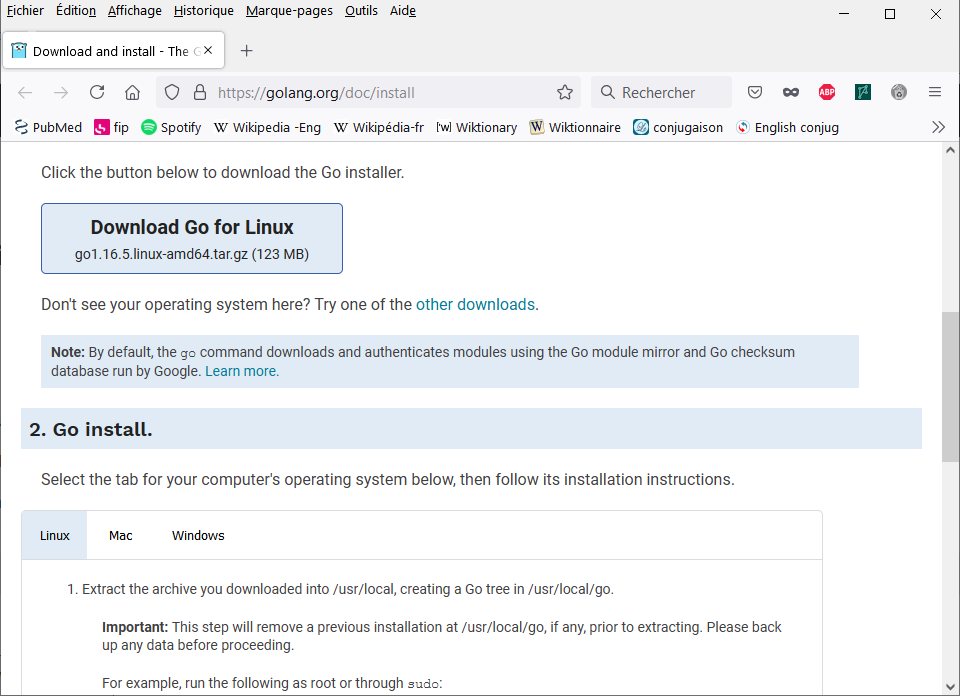 Fichier Édition Affichage Historique Marque-pages Outils Aide
Download and install - The G
https://golang.org/doc/install
Rechercher
ABP
PubMed fip Spotify Wikipedia -Eng Wikipédia-fr Wiktionary Wiktionnaire conjugaison English conjug
Click the button below to download the Go installer.
Download Go for Linux
go1.16.5.linux-amd64.tar.gz (123 MB)
Don't see your operating system here? Try one of the other downloads.
Note: By default, the go command downloads and authenticates modules using the Go module mirror and Go checksum
database run by Google. Learn more.
2. Go install.
Select the tab for your computer's operating system below, then follow its installation instructions.
Linux Mac Windows
1. Extract the archive you downloaded into /usr/local, creating a Go tree in /usr/local/go.
Important: This step will remove a previous installation at /usr/local/go, if any, prior to extracting. Please back
up any data before proceeding.
For example, run the following as root or through sudo: